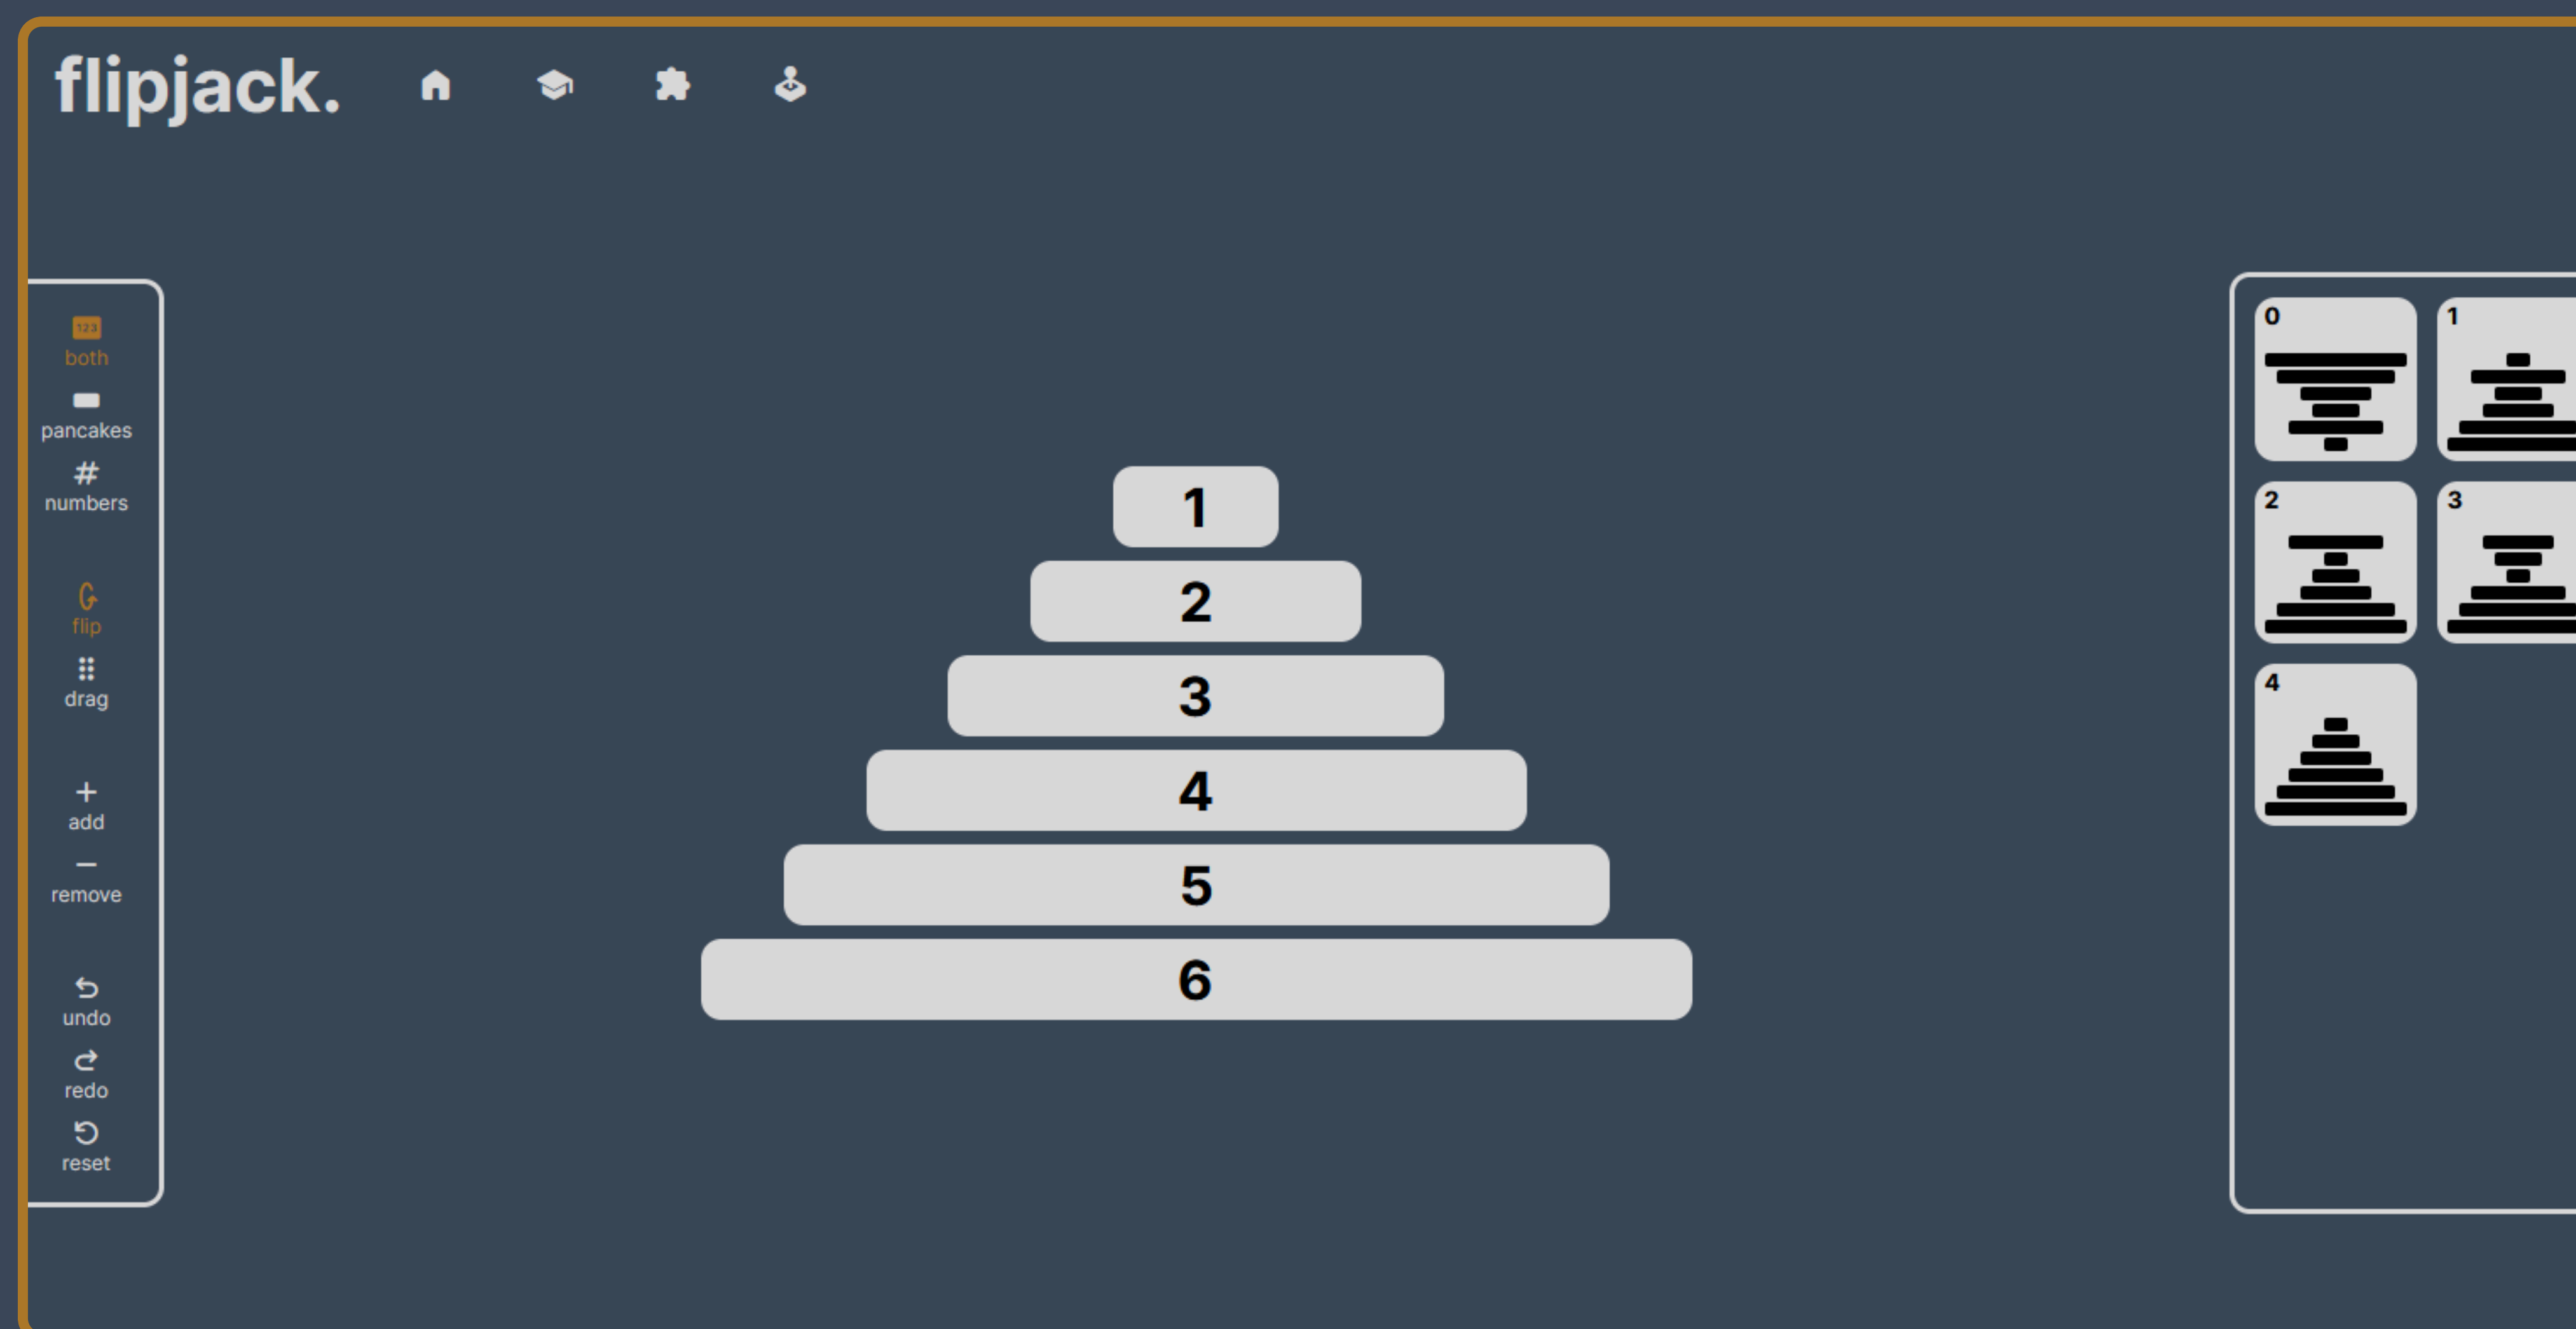 flipjack.
123
both
pancakes
#
numbers
flip
drag
+
add
−
remove
undo
redo
reset
1
2
3
4
5
6
0
1
2
3
4